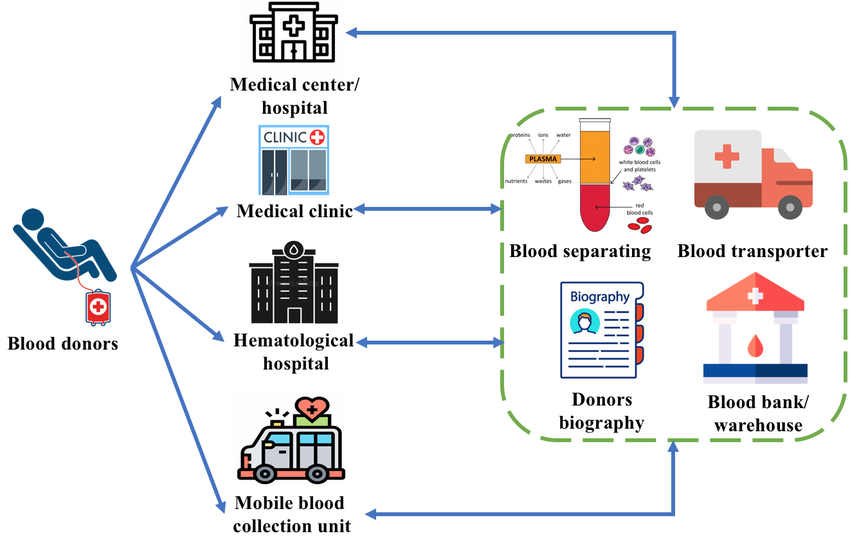 Medical center/
hospital
CLINIC
Medical clinic
Blood donors
Hematological
hospital
Mobile blood
collection unit
proteins ions water
PLASMA
nutrients wastes gases
white blood cells
and platelets
red
blood cells
Blood separating
Blood transporter
Biography
Donors
biography
Blood bank/
warehouse